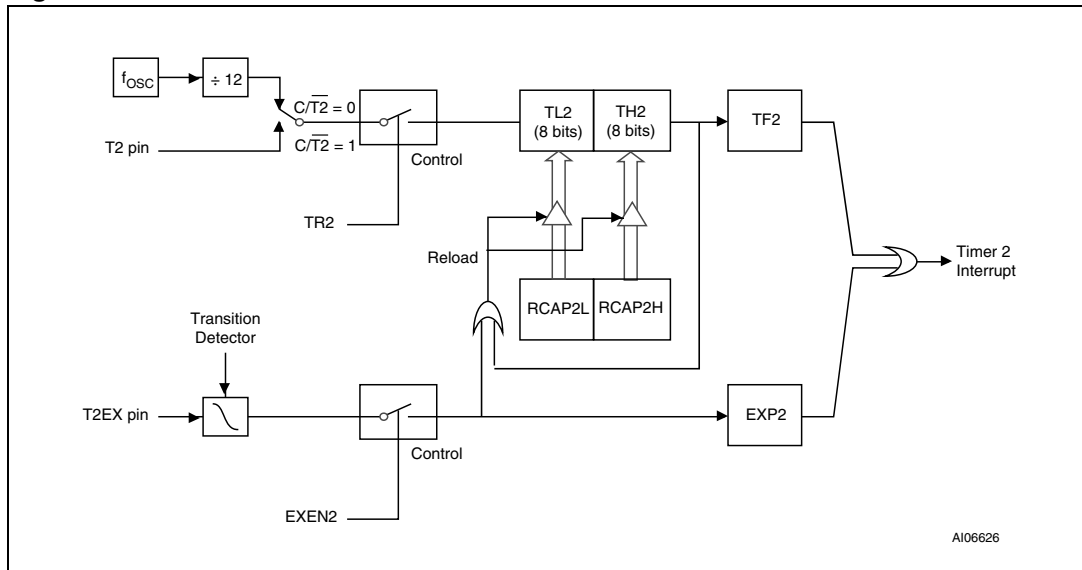 fOSC
÷ 12
C/T2 = 0
C/T2 = 1
T2 pin
Control
TR2
TL2
(8 bits)
TH2
(8 bits)
TF2
Reload
RCAP2L
RCAP2H
Timer 2
Interrupt
Transition
Detector
T2EX pin
Control
EXEN2
EXP2
AI06626